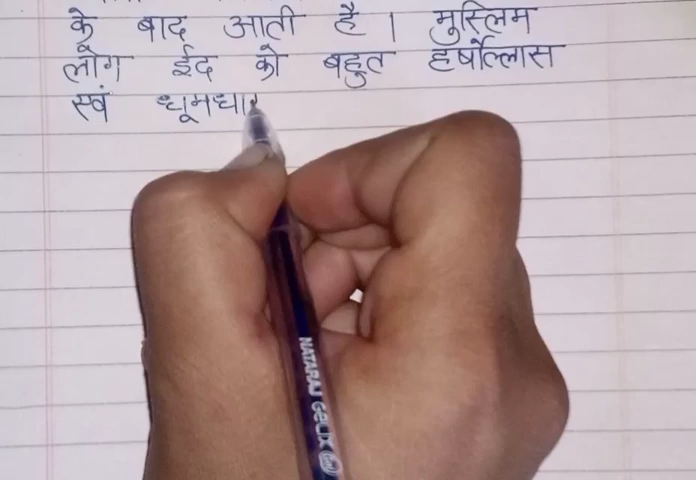 के बाद आती है। मुस्लिम
लोग ईद को बहुत हर्षोल्लास
एवं धूमधा
NATARAJ GELIX